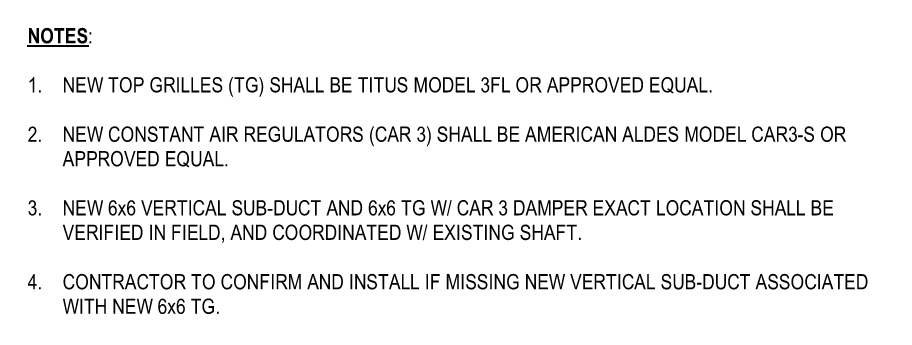 NOTES:
1. NEW TOP GRILLES (TG) SHALL BE TITUS MODEL 3FL OR APPROVED EQUAL.
2. NEW CONSTANT AIR REGULATORS (CAR 3) SHALL BE AMERICAN ALDES MODEL CAR3-S OR
APPROVED EQUAL.
3. NEW 6x6 VERTICAL SUB-DUCT AND 6x6 TG W/ CAR 3 DAMPER EXACT LOCATION SHALL BE
VERIFIED IN FIELD, AND COORDINATED W/ EXISTING SHAFT.
4. CONTRACTOR TO CONFIRM AND INSTALL IF MISSING NEW VERTICAL SUB-DUCT ASSOCIATED
WITH NEW 6x6 TG.